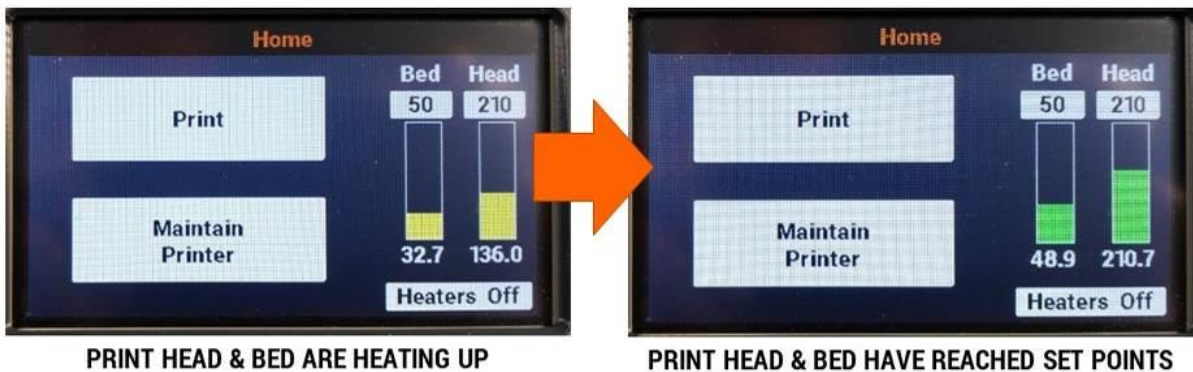 Home
Bed Head
50 210
Print
Maintain
Printer
32.7 136.0
Heaters Off
PRINT HEAD & BED ARE HEATING UP
Home
Bed Head
50 210
Print
Maintain
Printer
48.9 210.7
Heaters Off
PRINT HEAD & BED HAVE REACHED SET POINTS